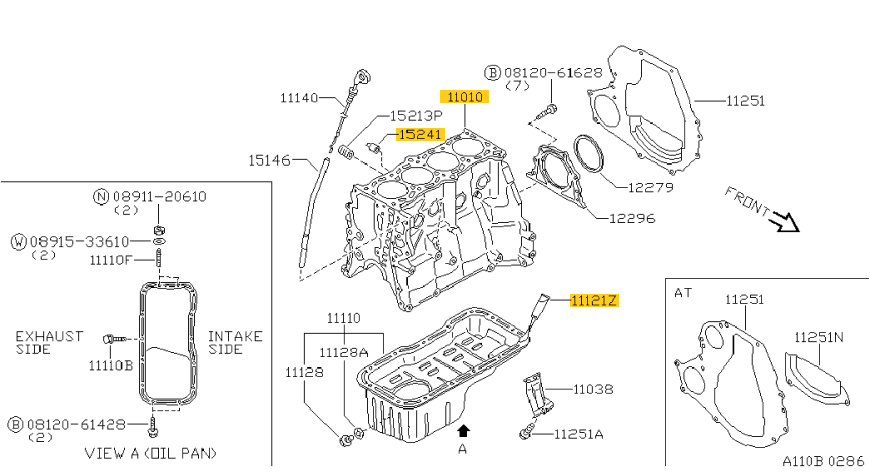 11140
15213P
15241
11010
Ⓑ 08120-61628
(7)
11251
15146
12279
12296
FRONT
Ⓝ 08911-20610
(2)
Ⓦ 08915-33610
(2)
11110F
EXHAUST
SIDE
INTAKE
SIDE
11110B
Ⓑ 08120-61428
(2)
VIEW A (OIL PAN)
11110
11128A
11128
11121Z
11038
11251A
A
AT
11251
11251N
A110B 0286